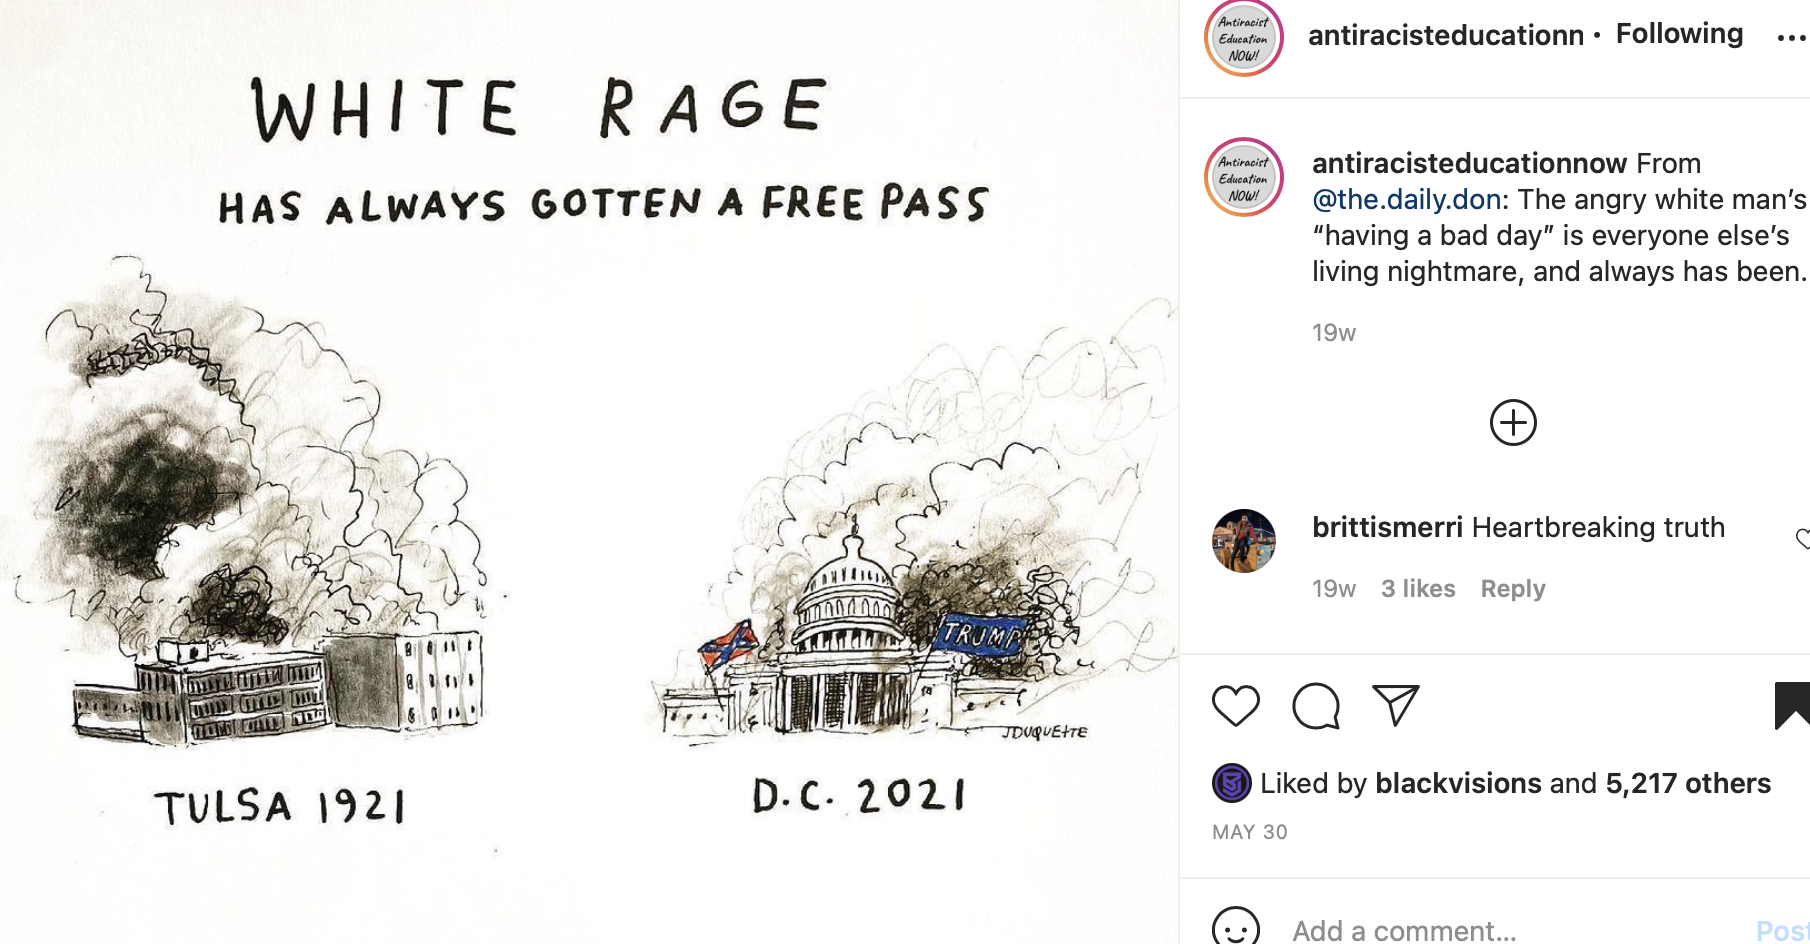 WHITE RAGE
HAS ALWAYS GOTTEN A FREE PASS
TRUMP
JDUQUETTE
TULSA 1921
D.C. 2021
Antiracist
Education
NOW!
antiracisteducationn • Following
Antiracist
Education
NOW!
antiracisteducationnow From
@the.daily.don: The angry white man’s
“having a bad day” is everyone else’s
living nightmare, and always has been.
19w
brittismerri Heartbreaking truth
19w 3 likes Reply
Liked by blackvisions and 5,217 others
MAY 30
Add a comment... Post